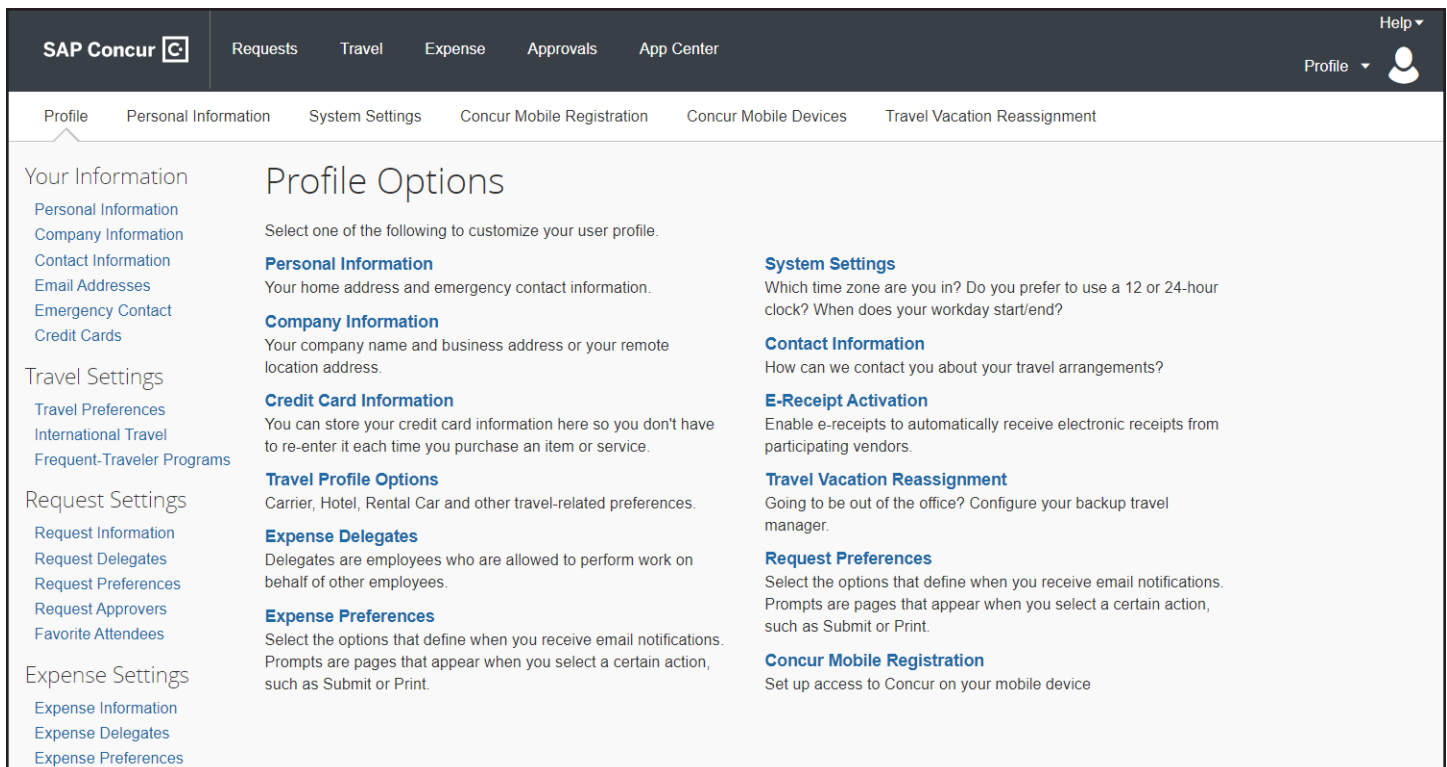 Help
SAP Concur C
Requests
Travel
Expense
Approvals
App Center
Profile
Profile
Personal Information
System Settings
Concur Mobile Registration
Concur Mobile Devices
Travel Vacation Reassignment
Your Information
Personal Information
Company Information
Contact Information
Email Addresses
Emergency Contact
Credit Cards
Travel Settings
Travel Preferences
International Travel
Frequent-Traveler Programs
Request Settings
Request Information
Request Delegates
Request Preferences
Request Approvers
Favorite Attendees
Expense Settings
Expense Information
Expense Delegates
Expense Preferences
Profile Options
Select one of the following to customize your user profile.
Personal Information
Your home address and emergency contact information.
Company Information
Your company name and business address or your remote
location address.
Credit Card Information
You can store your credit card information here so you don't have
to re-enter it each time you purchase an item or service.
Travel Profile Options
Carrier, Hotel, Rental Car and other travel-related preferences.
Expense Delegates
Delegates are employees who are allowed to perform work on
behalf of other employees.
Expense Preferences
Select the options that define when you receive email notifications.
Prompts are pages that appear when you select a certain action,
such as Submit or Print.
System Settings
Which time zone are you in? Do you prefer to use a 12 or 24-hour
clock? When does your workday start/end?
Contact Information
How can we contact you about your travel arrangements?
E-Receipt Activation
Enable e-receipts to automatically receive electronic receipts from
participating vendors.
Travel Vacation Reassignment
Going to be out of the office? Configure your backup travel
manager.
Request Preferences
Select the options that define when you receive email notifications.
Prompts are pages that appear when you select a certain action,
such as Submit or Print.
Concur Mobile Registration
Set up access to Concur on your mobile device